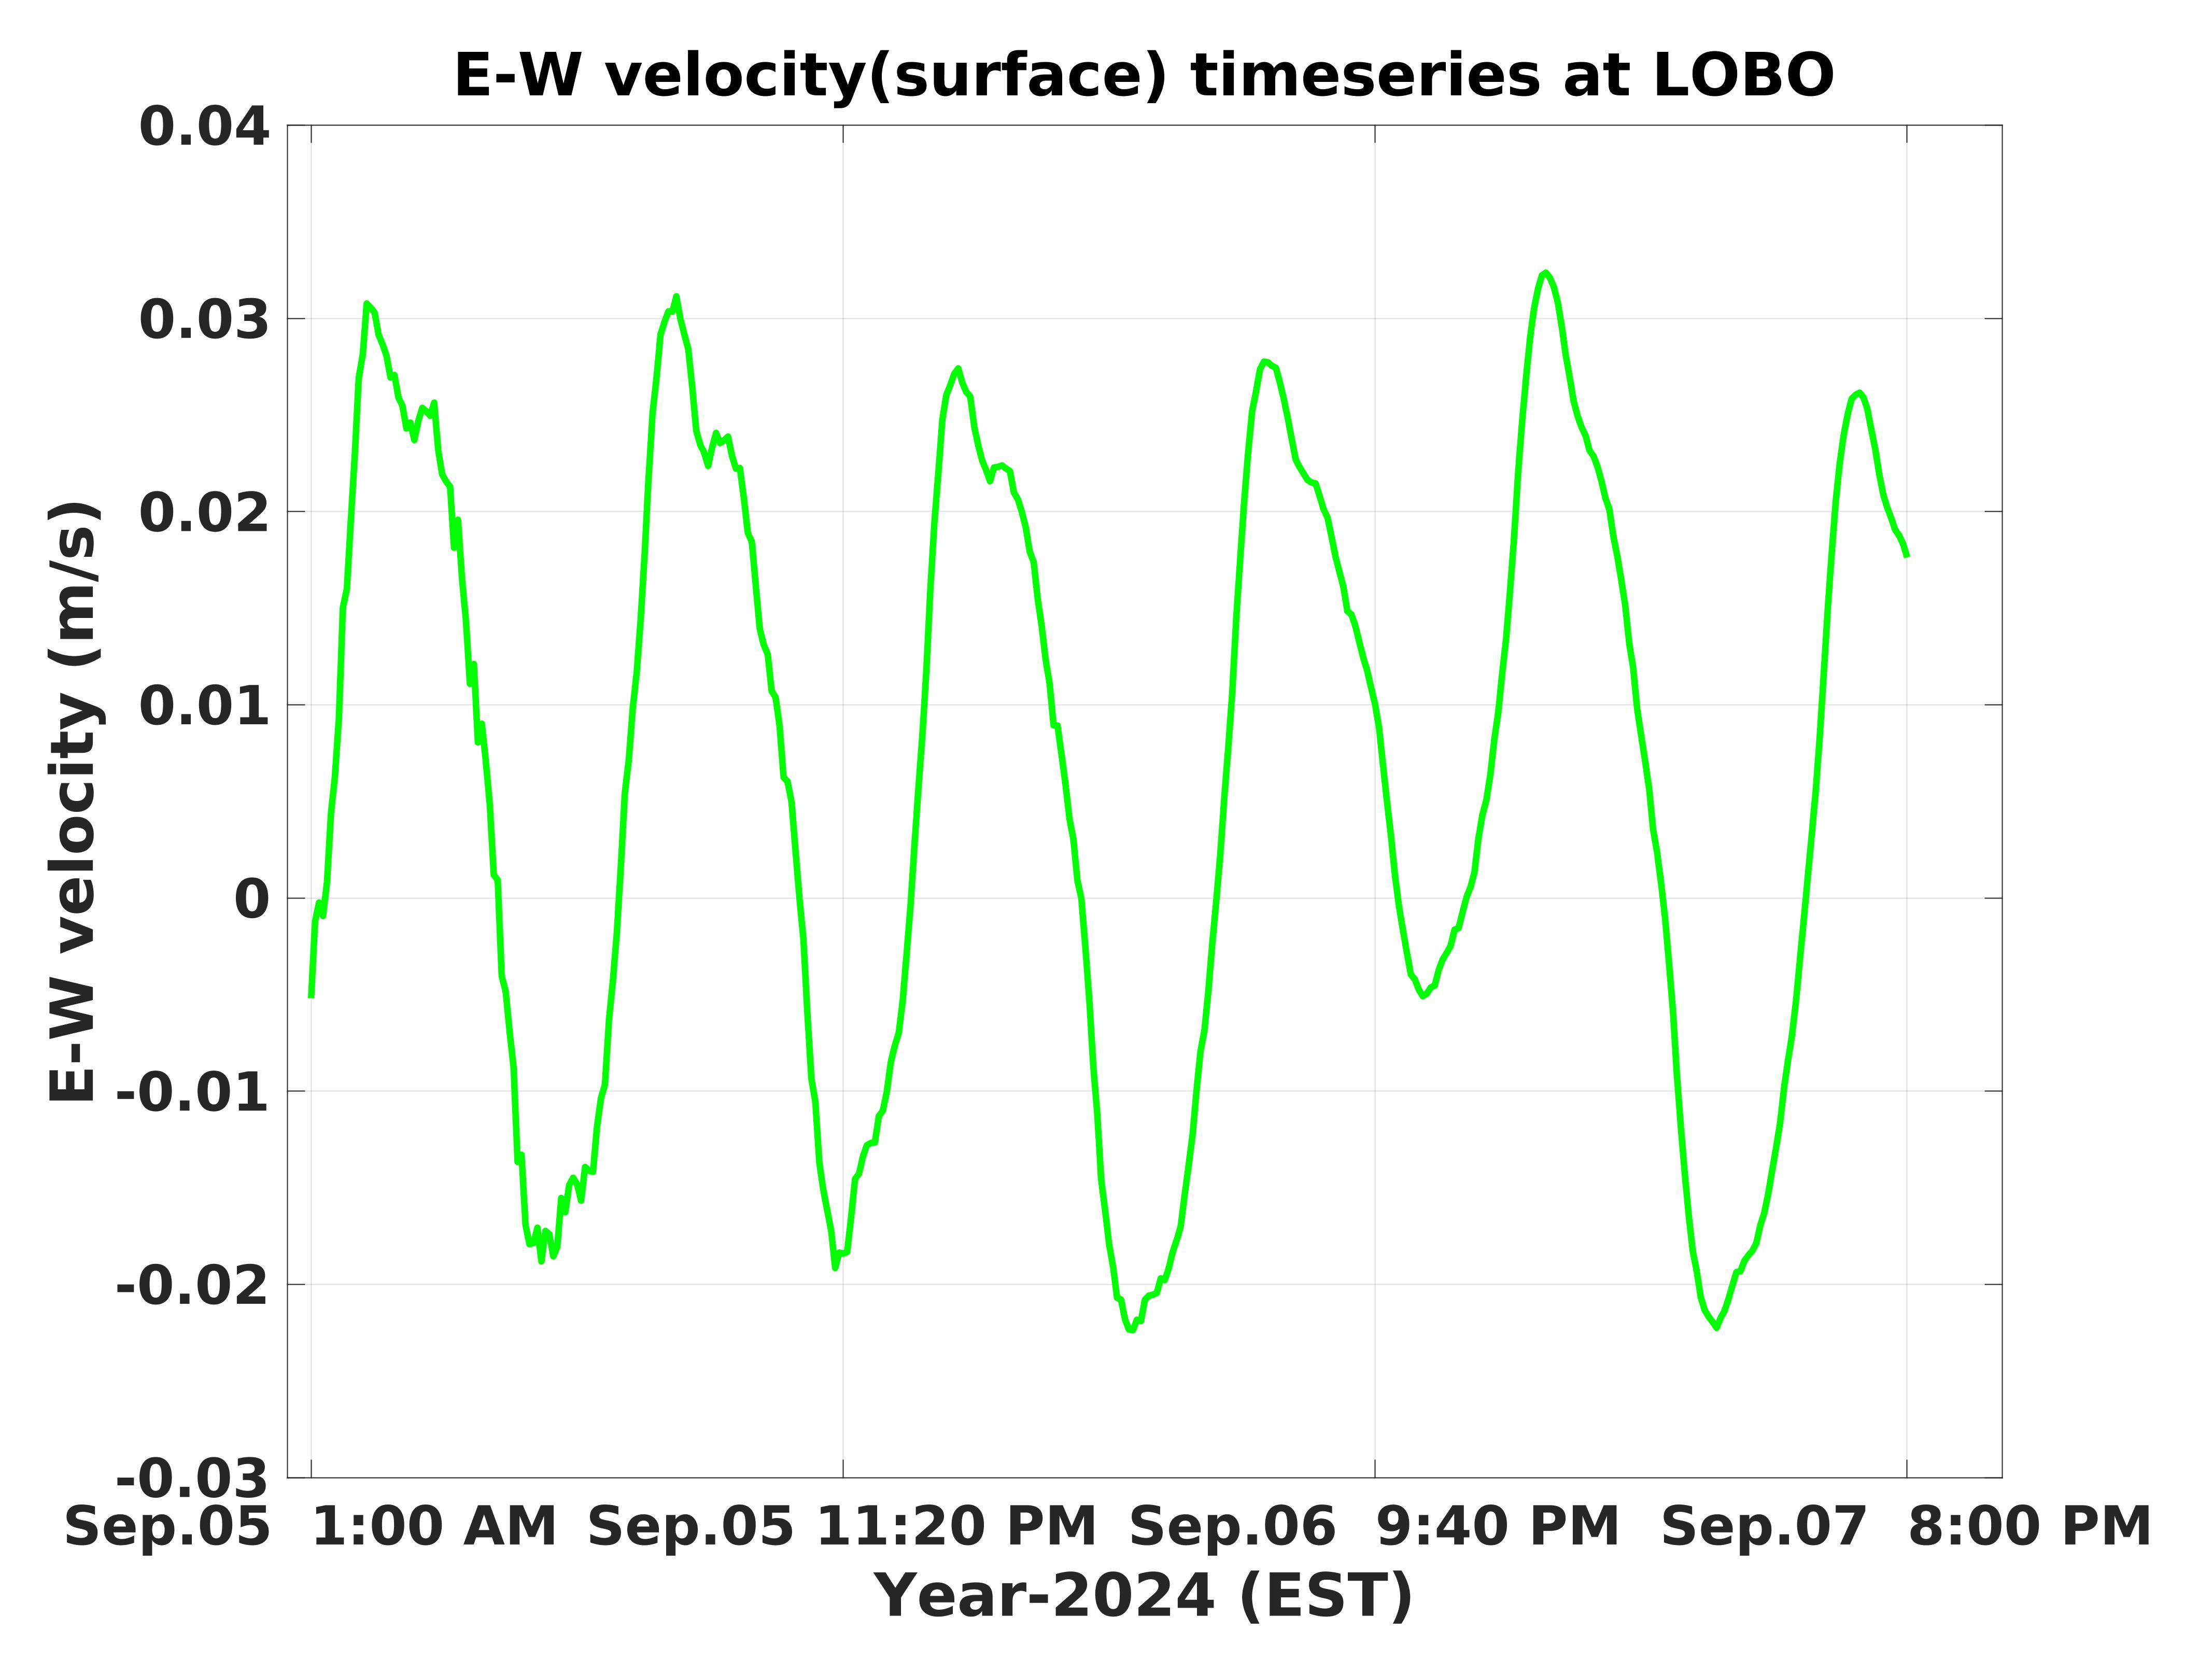 E-W velocity(surface) timeseries at LOBO
E-W velocity (m/s)
0.04
0.03
0.02
0.01
0
-0.01
-0.02
-0.03
Sep.05 1:00 AM Sep.05 11:20 PM Sep.06 9:40 PM Sep.07 8:00 PM
Year-2024 (EST)